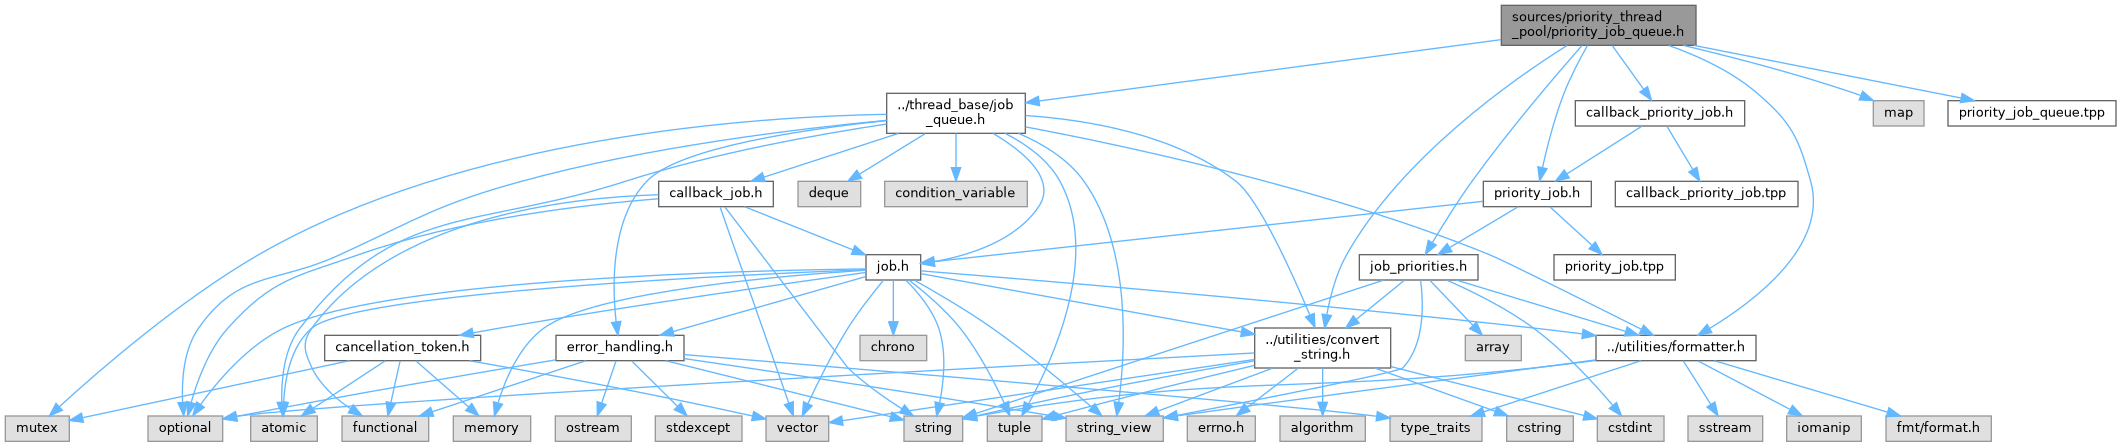 sources/priority_thread
_pool/priority_job_queue.h
../thread_base/job
_queue.h
callback_priority_job.h
map
priority_job_queue.tpp
callback_job.h
deque
condition_variable
priority_job.h
callback_priority_job.tpp
job.h
job_priorities.h
priority_job.tpp
cancellation_token.h
error_handling.h
chrono
../utilities/convert
_string.h
array
../utilities/formatter.h
mutex
optional
atomic
functional
memory
ostream
stdexcept
vector
string
tuple
string_view
errno.h
algorithm
type_traits
cstring
cstdint
sstream
iomanip
fmt/format.h